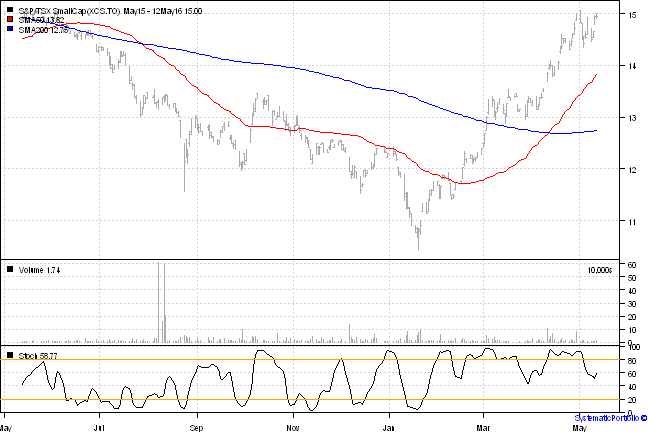 S&P/TSX SmallCap(XCS.TO), May15 - 12May16 15.00
SMA50 13.82
SMA200 12.75
15
14
13
12
11
Volume 1.74
10,000s
60
50
40
30
20
10
0
Stoch 58.77
100
80
60
40
20
0
May
Jul
Sep
Nov
Jan
Mar
May
SystematicPortfolio ©